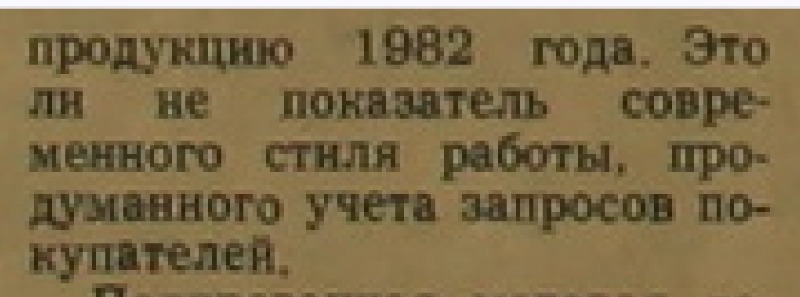 продукцию 1982 года. Это
ли не показатель совре-
менного стиля работы, про-
думанного учета запросов по-
купателей.